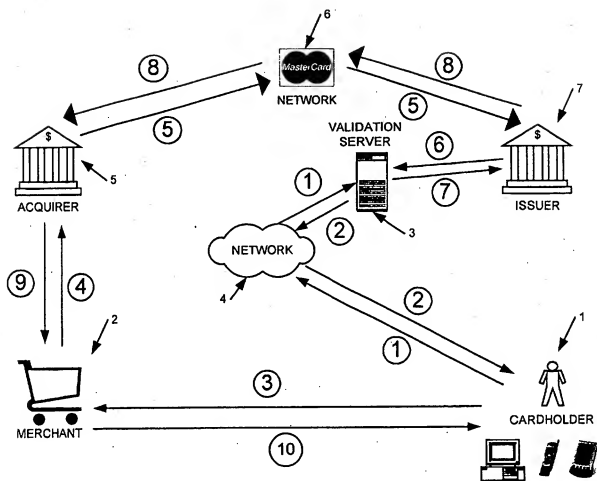 6
8
MasterCard
8
7
NETWORK
5
5
$
VALIDATION
SERVER
6
$
5
1
7
ACQUIRER
2
3
ISSUER
NETWORK
4
2
9
4
2
1
1
3
MERCHANT
CARDHOLDER
10